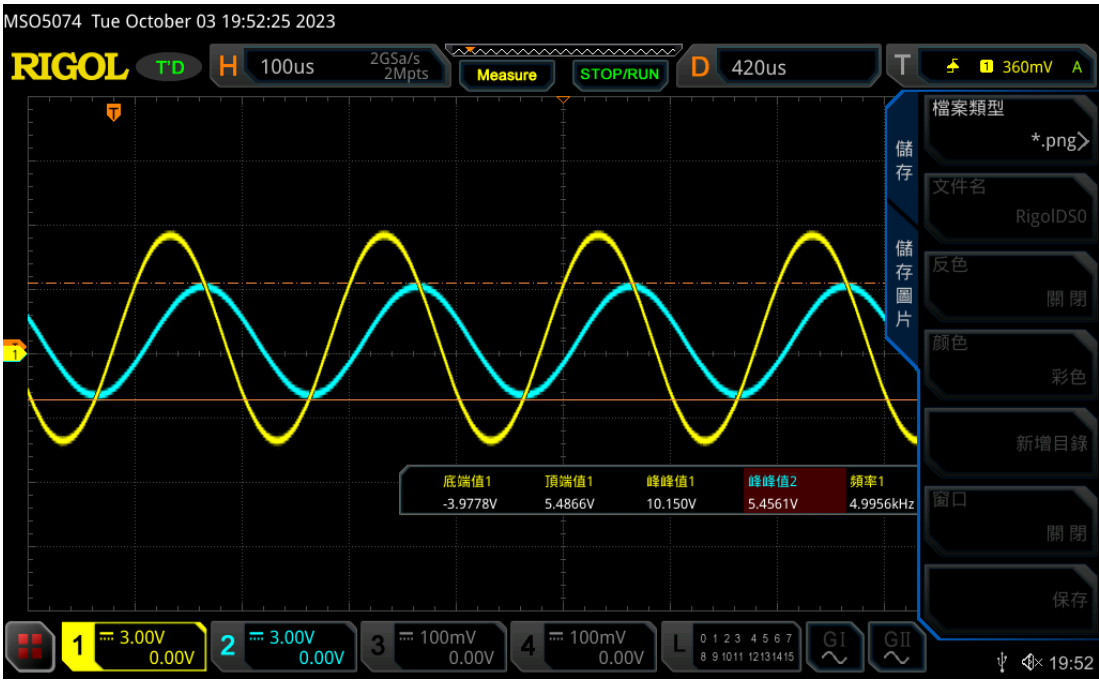 MSO5074 Tue October 03 19:52:25 2023
RIGOL T'D H 100us 2GSa/s 2Mpts Measure STOP/RUN D 420us T 1 360mV A
T
儲存
儲存圖片
檔案類型
*.png>
文件名
RigolDS0
反色
關閉
顏色
彩色
新增目錄
窗口
關閉
保存
1
底端值1 頂端值1 峰峰值1 峰峰值2 頻率1
-3.9778V 5.4866V 10.150V 5.4561V 4.9956kHz
1 3.00V 0.00V
2 3.00V 0.00V
3 100mV 0.00V
4 100mV 0.00V
L 0 1 2 3 4 5 6 7
8 9 10 11 12 13 14 15
GI
GII
19:52